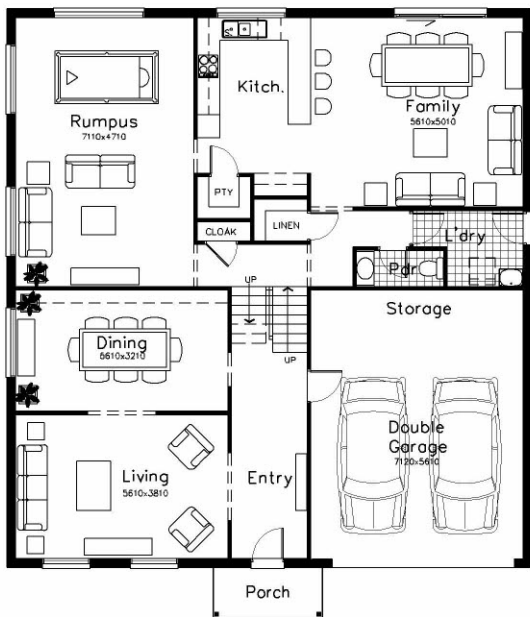 Rumpus
7110x4710
Kitch.
Family
5610x5010
PTY
CLOAK
LINEN
L'dry
Pdr
UP
UP
Storage
Dining
5610x3210
Double
Garage
7120x5610
Living
5610x3810
Entry
Porch